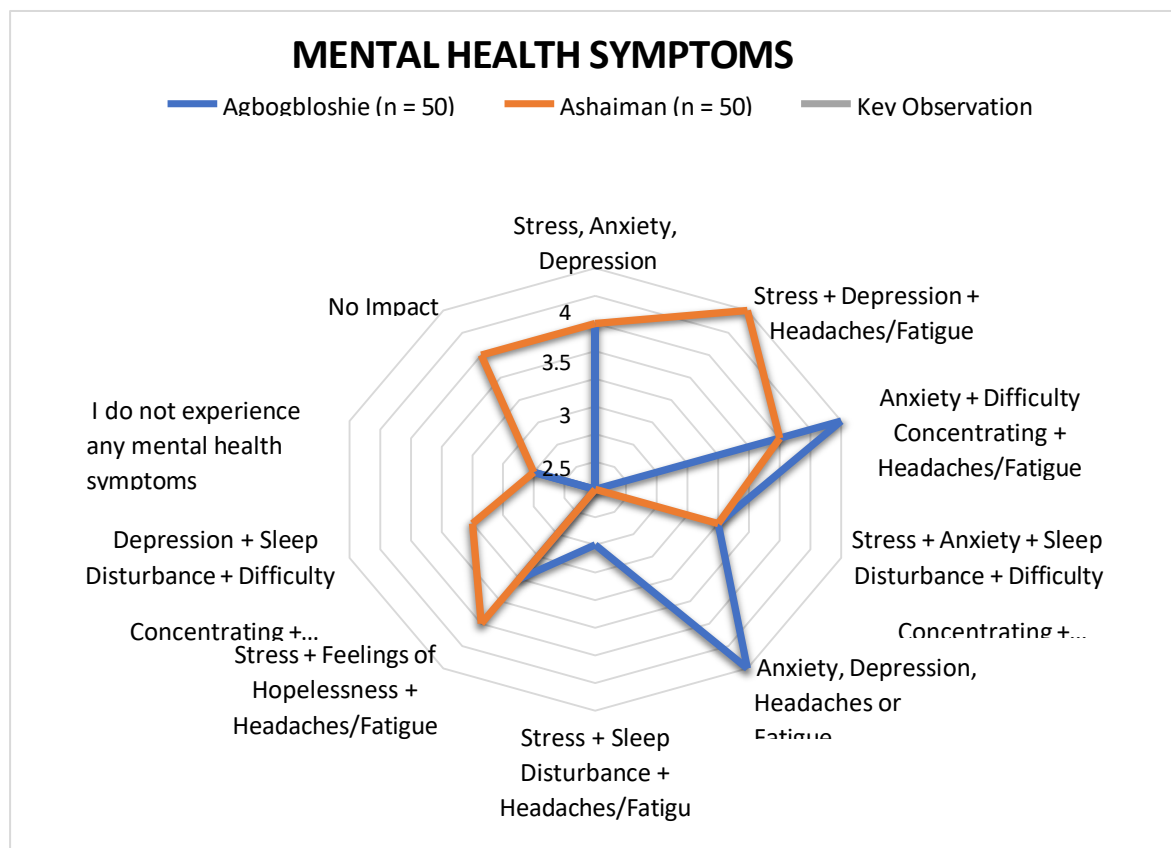 MENTAL HEALTH SYMPTOMS
Agbogbloshie (n = 50) Ashaiman (n = 50) Key Observation
Stress, Anxiety,
Depression
Stress + Depression +
Headaches/Fatigue
Anxiety + Difficulty
Concentrating +
Headaches/Fatigue
Stress + Anxiety + Sleep
Disturbance + Difficulty
Concentrating +...
Anxiety, Depression,
Headaches or
Fatigue
Stress + Sleep
Disturbance +
Headaches/Fatigu
Stress + Feelings of
Hopelessness +
Headaches/Fatigue
Depression + Sleep
Disturbance + Difficulty
Concentrating +...
I do not experience
any mental health
symptoms
No Impact
4
3.5
3
2.5